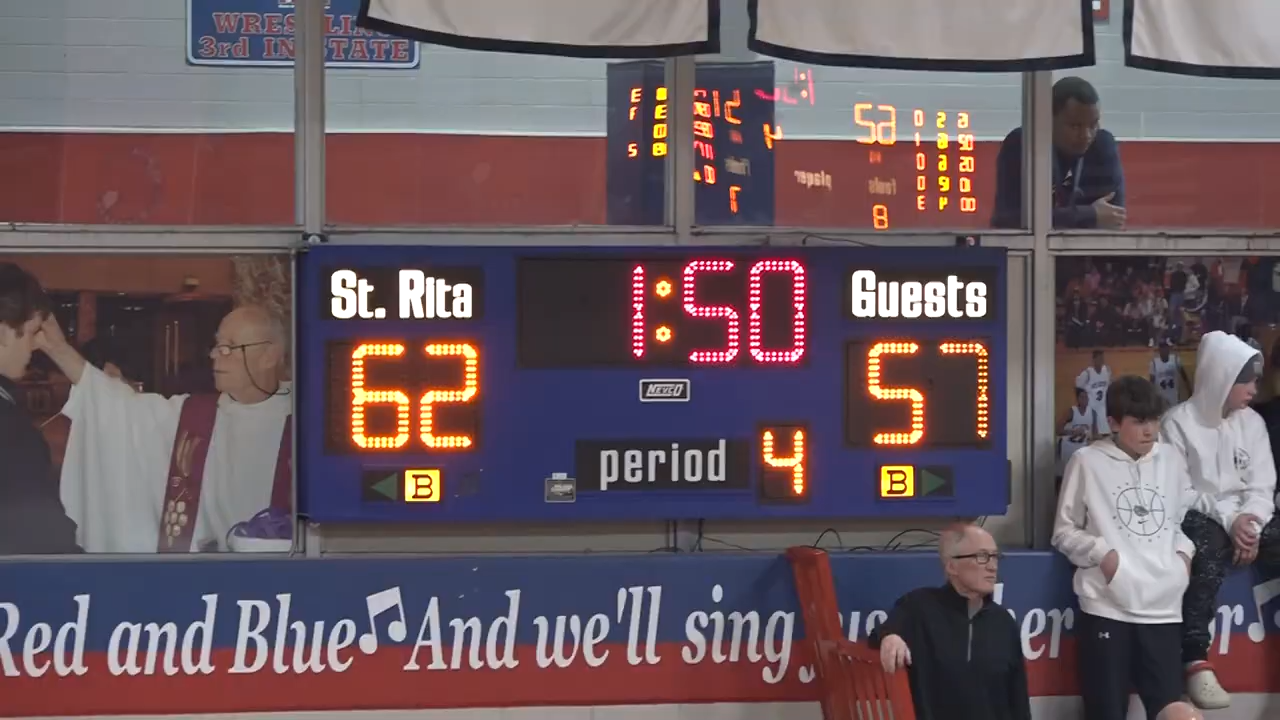 WRESTLING
3rd IN STATE
St. Rita
1:50
Guests
62
57
NEVCO
period 4
B
B
Red and Blue♫And we'll sing